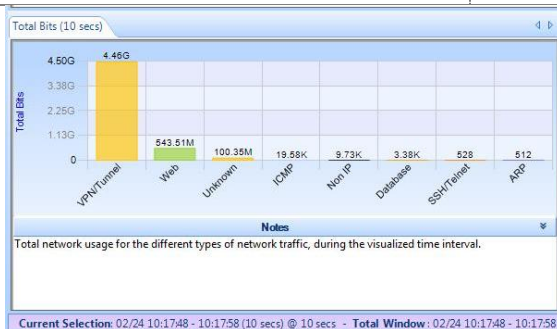 Total Bits (10 secs)
4.46G
4.50G
3.38G
2.25G
1.13G
0
Total Bits
543.51M
100.35M
19.58K
9.73K
3.38K
528
512
VPN/Tunnel
Web
Unknown
ICMP
Non IP
Database
SSH/Telnet
ARP
Notes
Total network usage for the different types of network traffic, during the visualized time interval.
Current Selection: 02/24 10:17:48 - 10:17:58 (10 secs) @ 10 secs - Total Window: 02/24 10:17:48 - 10:17:58